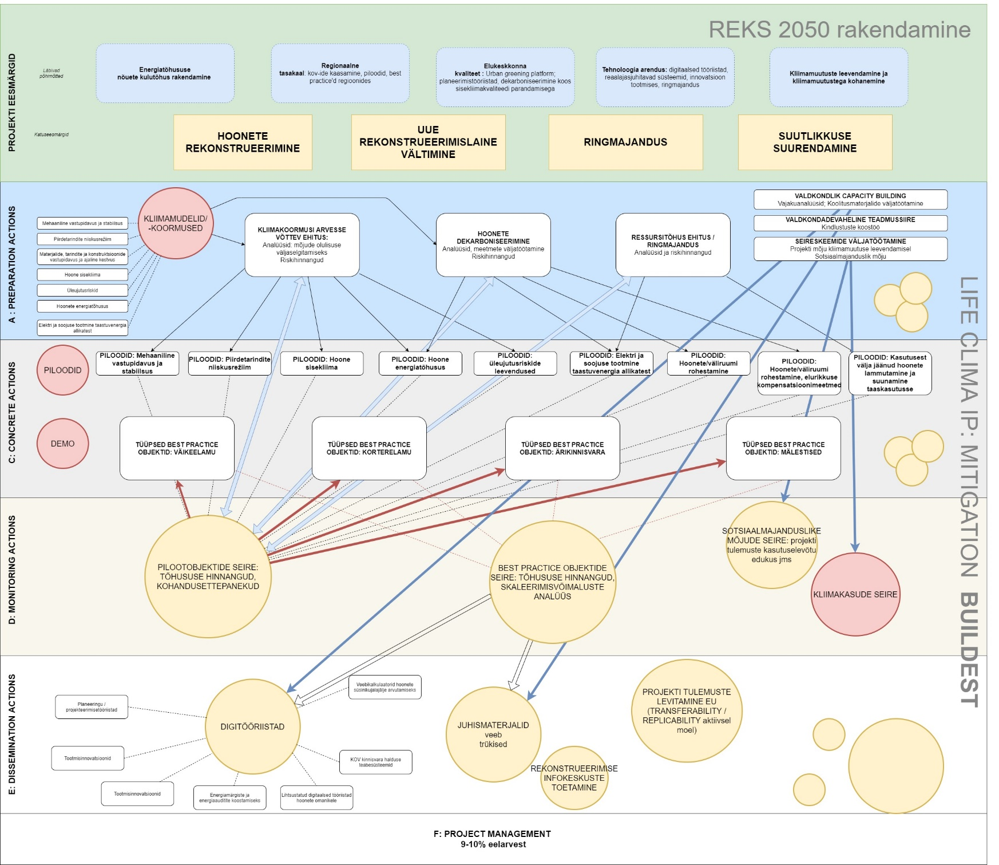 REKS 2050 rakendamine
PROJEKTI EESMÄRGID
Läbivad
põhimõtted
Energiatõhususe
nõuete kulutõhus rakendamine
Regionaalne
tasakaal: kov-ide kaasamine, piloodid, best
practice'd regioonides
Elukeskkonna
kvaliteet : Urban greening platform;
planeerimistööriistad, dekarboniseerimine koos
sisekliimakvaliteedi parandamisega
Tehnoloogia arendus: digitaalsed tööriistad,
reaalajasjuhitavad süsteemid, innovatsioon
tootmises, ringmajandus
Kliimamuutuste leevendamine ja
kliimamuutustega kohanemine
Katuseesmärgid
HOONETE
REKONSTRUEERIMINE
UUE
REKONSTRUEERIMISLAINE
VÄLTIMINE
RINGMAJANDUS
SUUTLIKKUSE
SUURENDAMINE
A : PREPARATION ACTIONS
KLIIMAMUDELID/
-KOORMUSED
Mehaaniline vastupidavus ja stabiilsus
Piirdetarindite niiskusrežiim
Materjalide, tarindite ja konstruktsioonide
vastupidavus ja ajaline kestvus
Hoone sisekliima
Üleujutusriskid
Hoonete energiatõhusus
Elektri ja soojuse tootmine taastuvenergia
allikatest
KLIIMAKOORMUSI ARVESSE
VÕTTEV EHITUS:
Analüüsid: mõjude olulisuse
väljaselgitamiseks
Riskihinnangud
HOONETE
DEKARBONISEERIMINE
Analüüsid, meetmete väljatöötamine
Riskihinnangud
RESSURSITÕHUS EHITUS /
RINGMAJANDUS
Analüüsid ja riskihinnangud
VALDKONDLIK CAPACITY BUILDING
Vajakuanalüüsid; Koolitusmaterjalide väljatöötamine
VALDKONDADEVAHELINE TEADMUSSIIRE
Kindlustuste koostöö
SEIRESKEEMIDE VÄLJATÖÖTAMINE
Projekti mõju kliimamuutuse leevendamisel
Sotsiaalmajanduslik mõju
LIFE CLIMA IP: MITIGATION BUILDEST
C: CONCRETE ACTIONS
PILOODID
PILOODID: Mehaaniline
vastupidavus ja
stabiilsus
PILOODID: Piirdetarindite
niiskusrežiim
PILOODID: Hoone
sisekliima
PILOODID: Hoone
energiatõhusus
PILOODID:
üleujutusriskide
leevendused
PILOODID: Elektri ja
soojuse tootmine
taastuvenergia allikatest
PILOODID:
Hoonete/väliruumi
rohestamine
PILOODID:
Hoonete/väliruumi
rohestamine, elurikkuse
kompensatsioonimeetmed
PILOODID: Kasutusest
välja jäänud hoonete
lammutamine ja
suunamine
taaskasutusse
DEMO
TÜÜPSED BEST PRACTICE
OBJEKTID: VÄIKEELAMU
TÜÜPSED BEST PRACTICE
OBJEKTID: KORTERELAMU
TÜÜPSED BEST PRACTICE
OBJEKTID: ÄRIKINNISVARA
TÜÜPSED BEST PRACTICE
OBJEKTID: MÄLESTISED
D: MONITORING ACTIONS
PILOOTOBJEKTIDE SEIRE:
TÕHUSUSE HINNANGUD,
KOHANDUSETTEPANEKUD
BEST PRACTICE OBJEKTIDE
SEIRE: TÕHUSUSE HINNANGUD,
SKALEERIMISVÕIMALUSTE
ANALÜÜS
SOTSIAALMAJANDUSLIKE
MÕJUDE SEIRE: projekti
tulemuste kasutuselevõtu
edukus jms
KLIIMAKASUDE SEIRE
E: DISSEMINATION ACTIONS
DIGITÖÖRIISTAD
Planeeringu /
projekteerimisetööriistad
Tootmisinnovatsioonid
Tootmisinnovatsioonid
Energiamärgiste ja
energiaauditite koostamiseks
Lihtsustatud digitaalsed tööriistad
hoonete omanikele
KOV kinnisvara halduse
teabesüsteemid
Veebikalkulaatorid hoonete
süsinikujalajälje arvutamiseks
JUHISMATERJALID
veeb
trükised
REKONSTRUEERIMISE
INFOKESKUSTE
TOETAMINE
PROJEKTI TULEMUSTE
LEVITAMINE EU
(TRANSFERABILITY /
REPLICABILITY aktiivsel
moel)
F: PROJECT MANAGEMENT
9-10% eelarvest